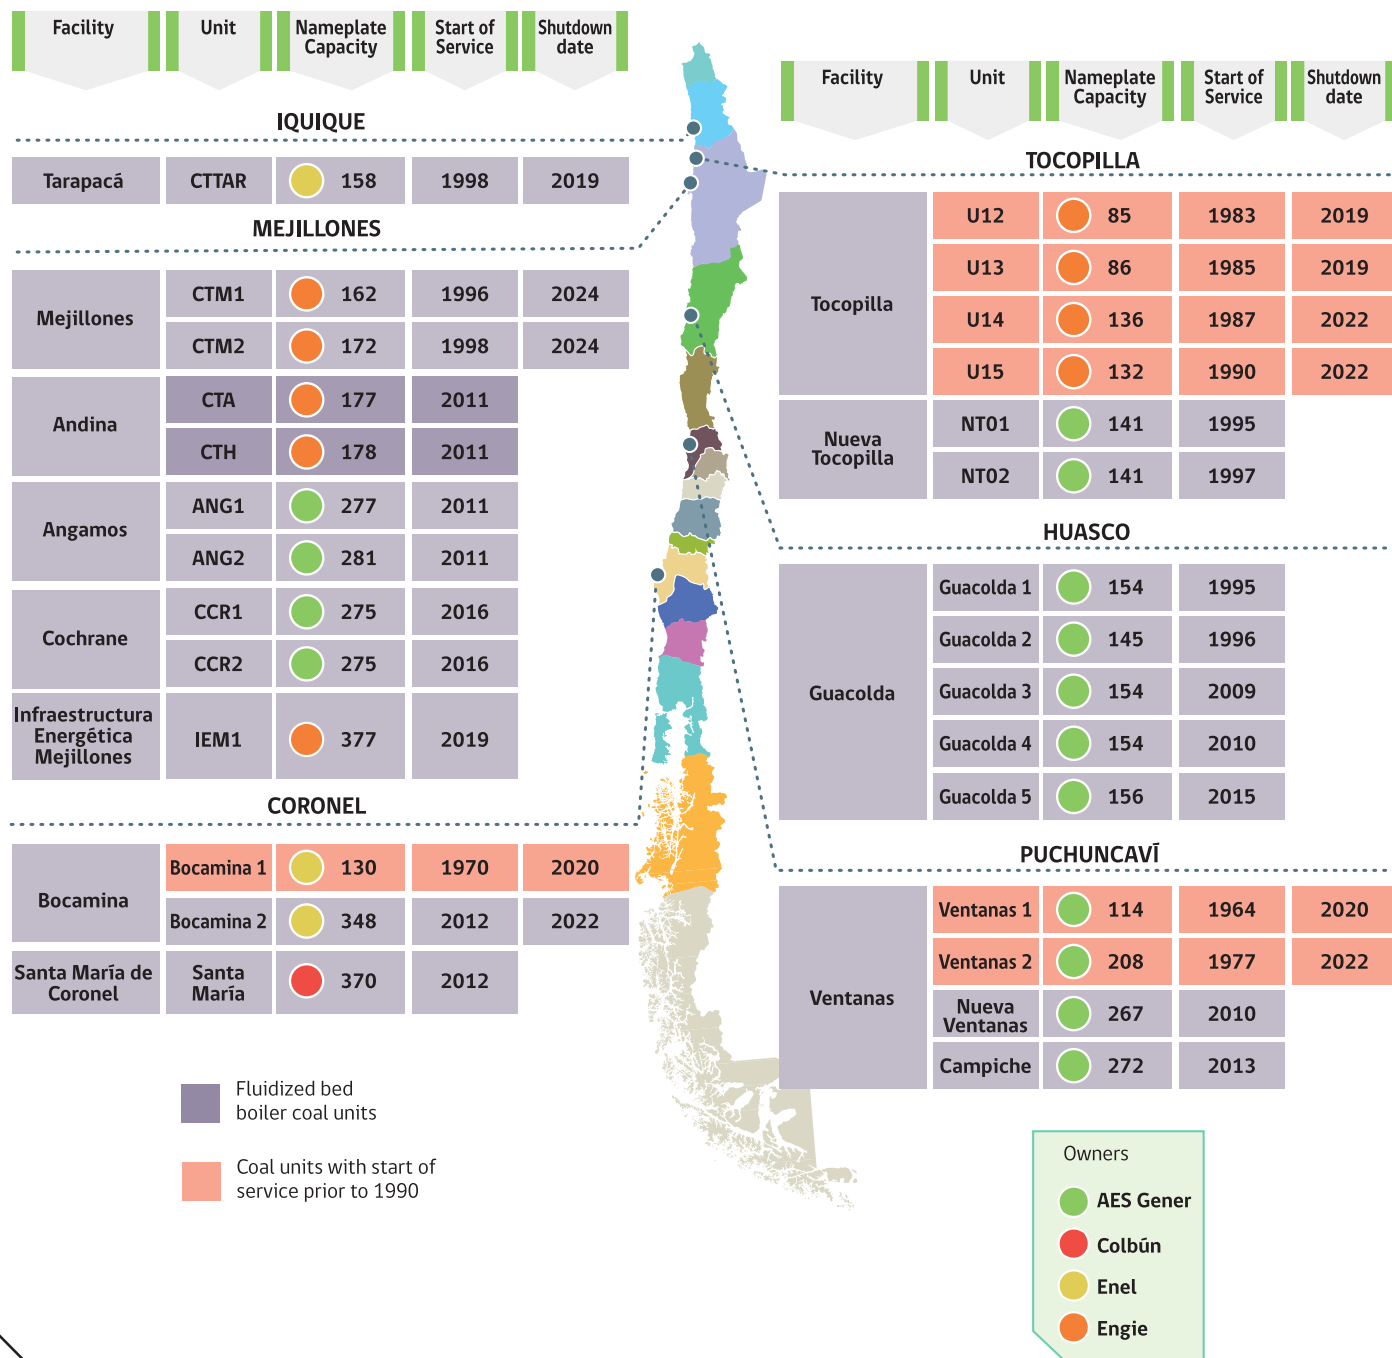 Facility
Unit
Nameplate
Capacity
Start of
Service
Shutdown
date
IQUIQUE
Tarapacá CTTAR 158 1998 2019
MEJILLONES
Mejillones
CTM1 162 1996 2024
CTM2 172 1998 2024
Andina
CTA 177 2011
CTH 178 2011
Angamos
ANG1 277 2011
ANG2 281 2011
Cochrane
CCR1 275 2016
CCR2 275 2016
Infraestructura
Energética
Mejillones
IEM1 377 2019
CORONEL
Bocamina
Bocamina 1 130 1970 2020
Bocamina 2 348 2012 2022
Santa María de
Coronel
Santa
María
370 2012
Fluidized bed
boiler coal units
Coal units with start of
service prior to 1990
Facility
Unit
Nameplate
Capacity
Start of
Service
Shutdown
date
TOCOPILLA
Tocopilla
U12 85 1983 2019
U13 86 1985 2019
U14 136 1987 2022
U15 132 1990 2022
Nueva
Tocopilla
NT01 141 1995
NT02 141 1997
HUASCO
Guacolda
Guacolda 1 154 1995
Guacolda 2 145 1996
Guacolda 3 154 2009
Guacolda 4 154 2010
Guacolda 5 156 2015
PUCHUNCAVÍ
Ventanas
Ventanas 1 114 1964 2020
Ventanas 2 208 1977 2022
Nueva
Ventanas
267 2010
Campiche 272 2013
Owners
AES Gener
Colbún
Enel
Engie